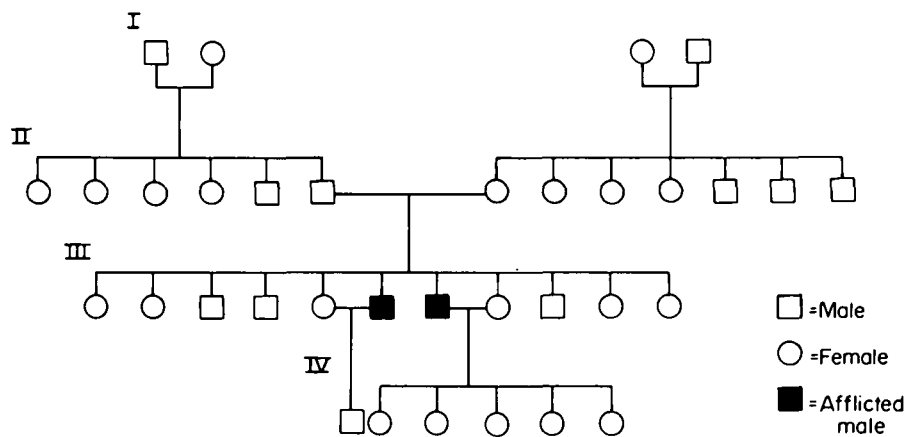 I
II
III
IV
=Male
=Female
=Afflicted
male